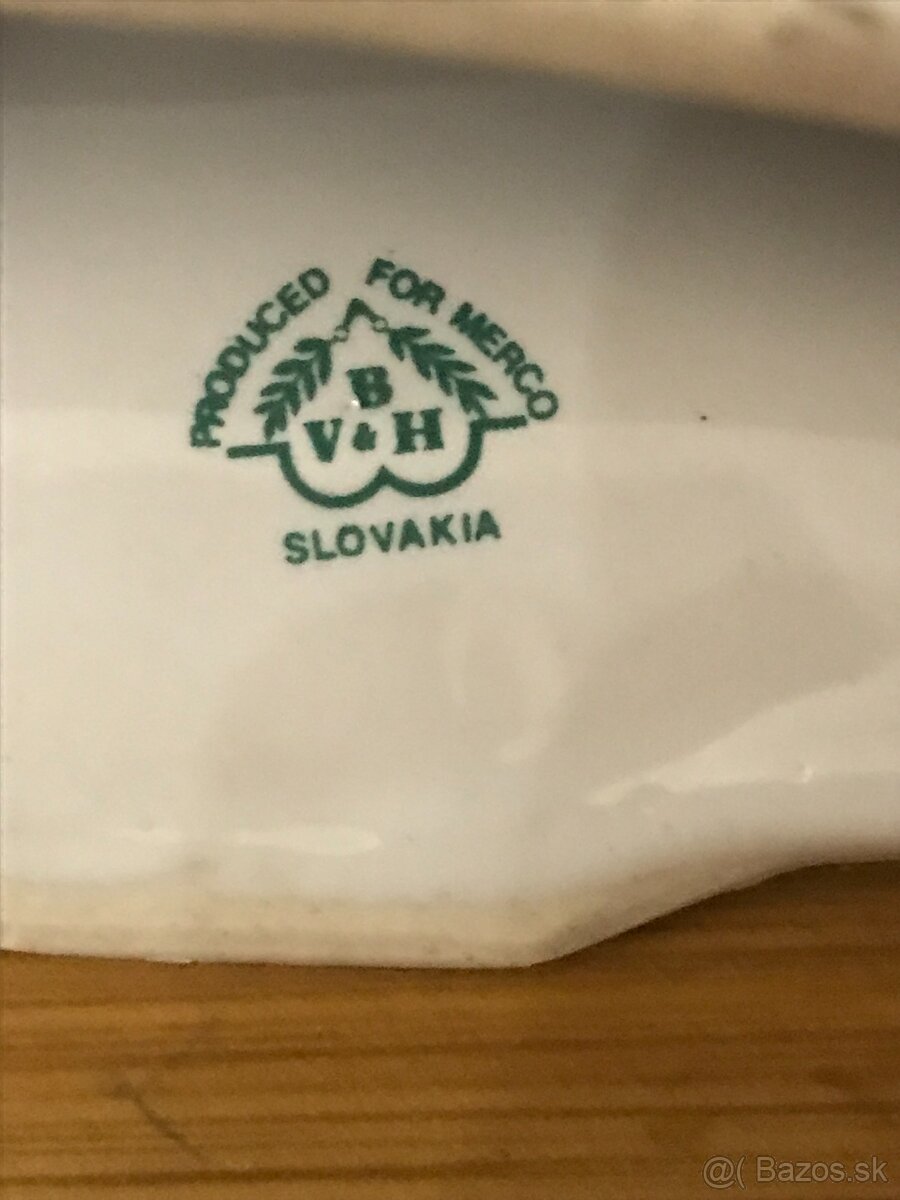 PRODUCED FOR MERCO
B
V & H
SLOVAKIA
@( Bazos.sk